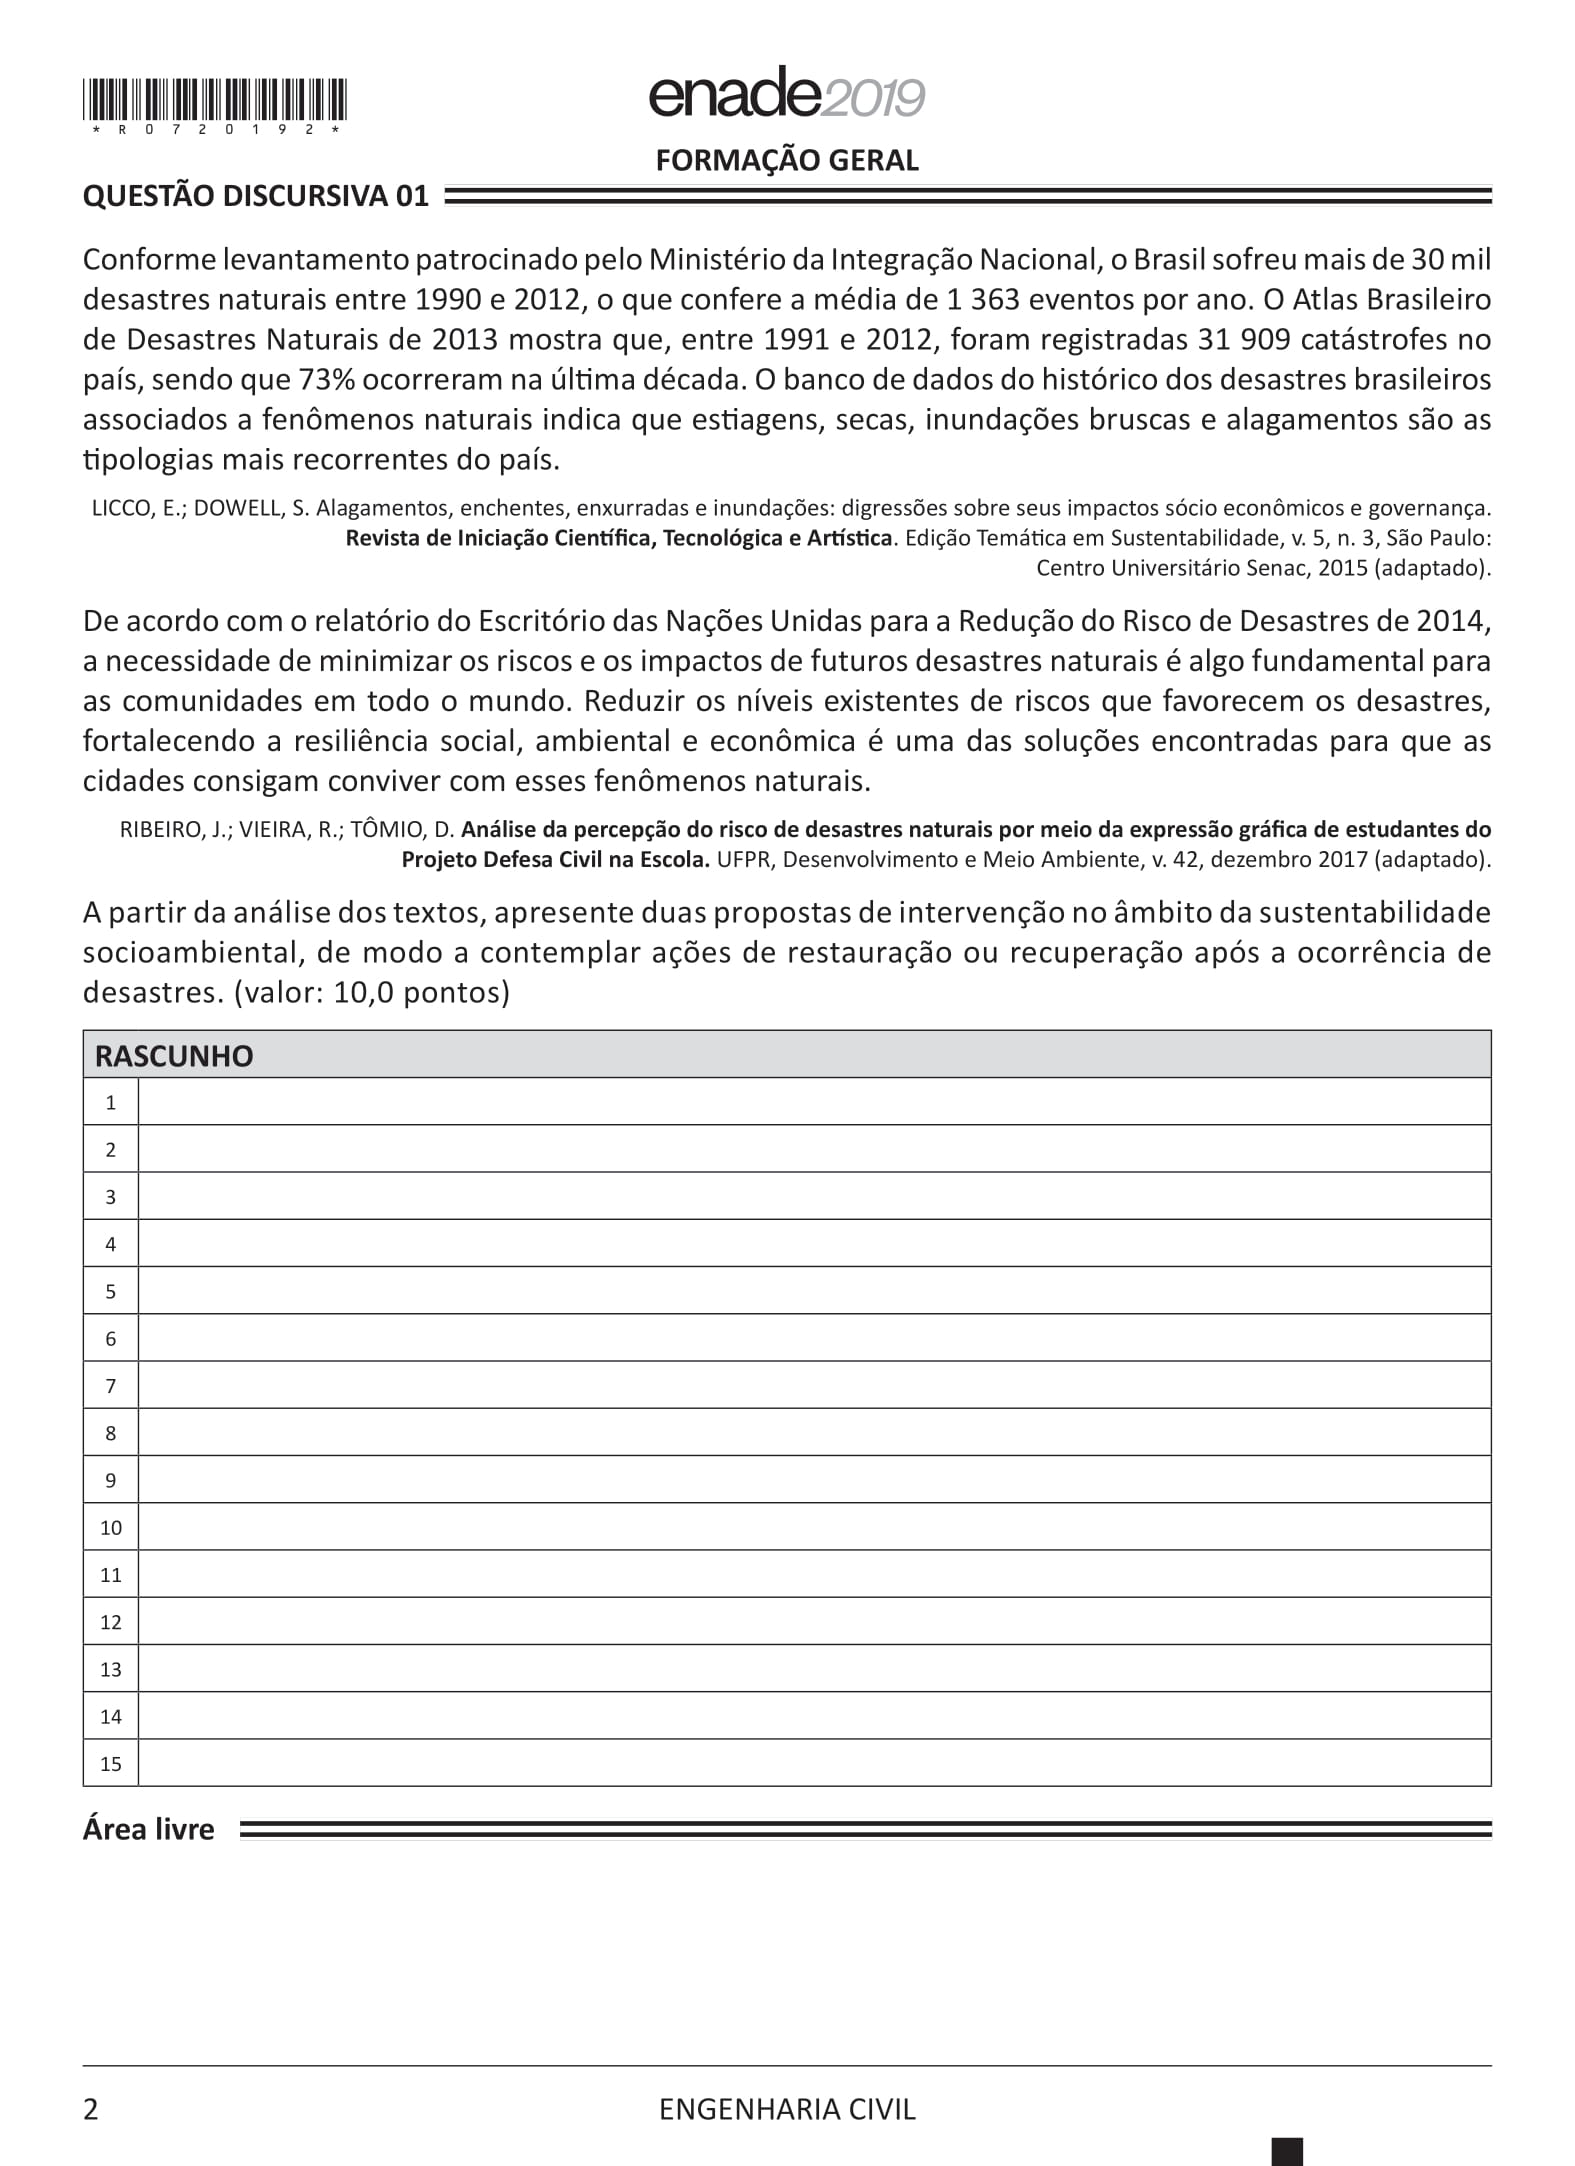 enade2019
* R 0 7 2 0 1 9 2 *
FORMAÇÃO GERAL
QUESTÃO DISCURSIVA 01
Conforme levantamento patrocinado pelo Ministério da Integração Nacional, o Brasil sofreu mais de 30 mil
desastres naturais entre 1990 e 2012, o que confere a média de 1 363 eventos por ano. O Atlas Brasileiro
de Desastres Naturais de 2013 mostra que, entre 1991 e 2012, foram registradas 31 909 catástrofes no
país, sendo que 73% ocorreram na última década. O banco de dados do histórico dos desastres brasileiros
associados a fenômenos naturais indica que estiagens, secas, inundações bruscas e alagamentos são as
tipologias mais recorrentes do país.
LICCO, E.; DOWELL, S. Alagamentos, enchentes, enxurradas e inundações: digressões sobre seus impactos sócio econômicos e governança.
Revista de Iniciação Científica, Tecnológica e Artística. Edição Temática em Sustentabilidade, v. 5, n. 3, São Paulo:
Centro Universitário Senac, 2015 (adaptado).
De acordo com o relatório do Escritório das Nações Unidas para a Redução do Risco de Desastres de 2014,
a necessidade de minimizar os riscos e os impactos de futuros desastres naturais é algo fundamental para
as comunidades em todo o mundo. Reduzir os níveis existentes de riscos que favorecem os desastres,
fortalecendo a resiliência social, ambiental e econômica é uma das soluções encontradas para que as
cidades consigam conviver com esses fenômenos naturais.
RIBEIRO, J.; VIEIRA, R.; TÔMIO, D. Análise da percepção do risco de desastres naturais por meio da expressão gráfica de estudantes do
Projeto Defesa Civil na Escola. UFPR, Desenvolvimento e Meio Ambiente, v. 42, dezembro 2017 (adaptado).
A partir da análise dos textos, apresente duas propostas de intervenção no âmbito da sustentabilidade
socioambiental, de modo a contemplar ações de restauração ou recuperação após a ocorrência de
desastres. (valor: 10,0 pontos)
RASCUNHO
1
2
3
4
5
6
7
8
9
10
11
12
13
14
15
Área livre
2
ENGENHARIA CIVIL